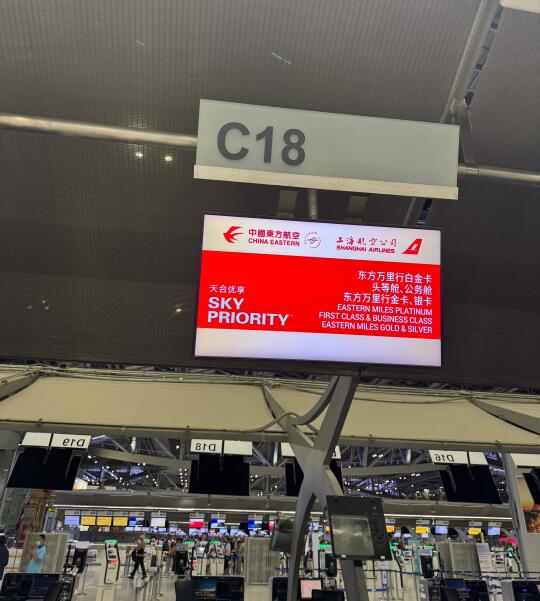 C18
中國東方航空
CHINA EASTERN
上海航空公司
SHANGHAI AIRLINES
天合优享
SKY
PRIORITY
东方万里行白金卡
头等舱、公务舱
东方万里行金卡、银卡
EASTERN MILES PLATINUM
FIRST CLASS & BUSINESS CLASS
EASTERN MILES GOLD & SILVER
D19
D18
D16